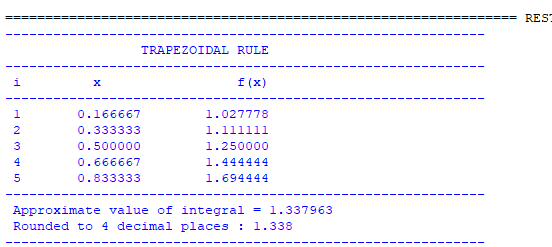 ================================================================ REST
------------------------------------------------------------
TRAPEZOIDAL RULE
------------------------------------------------------------
i x f(x)
------------------------------------------------------------
1 0.166667 1.027778
2 0.333333 1.111111
3 0.500000 1.250000
4 0.666667 1.444444
5 0.833333 1.694444
------------------------------------------------------------
Approximate value of integral = 1.337963
Rounded to 4 decimal places : 1.338
------------------------------------------------------------